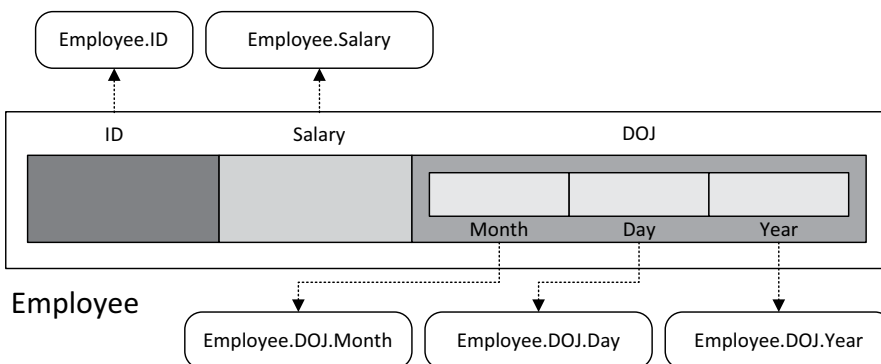 Employee.ID
Employee.Salary
ID
Salary
DOJ
Month
Day
Year
Employee
Employee.DOJ.Month
Employee.DOJ.Day
Employee.DOJ.Year